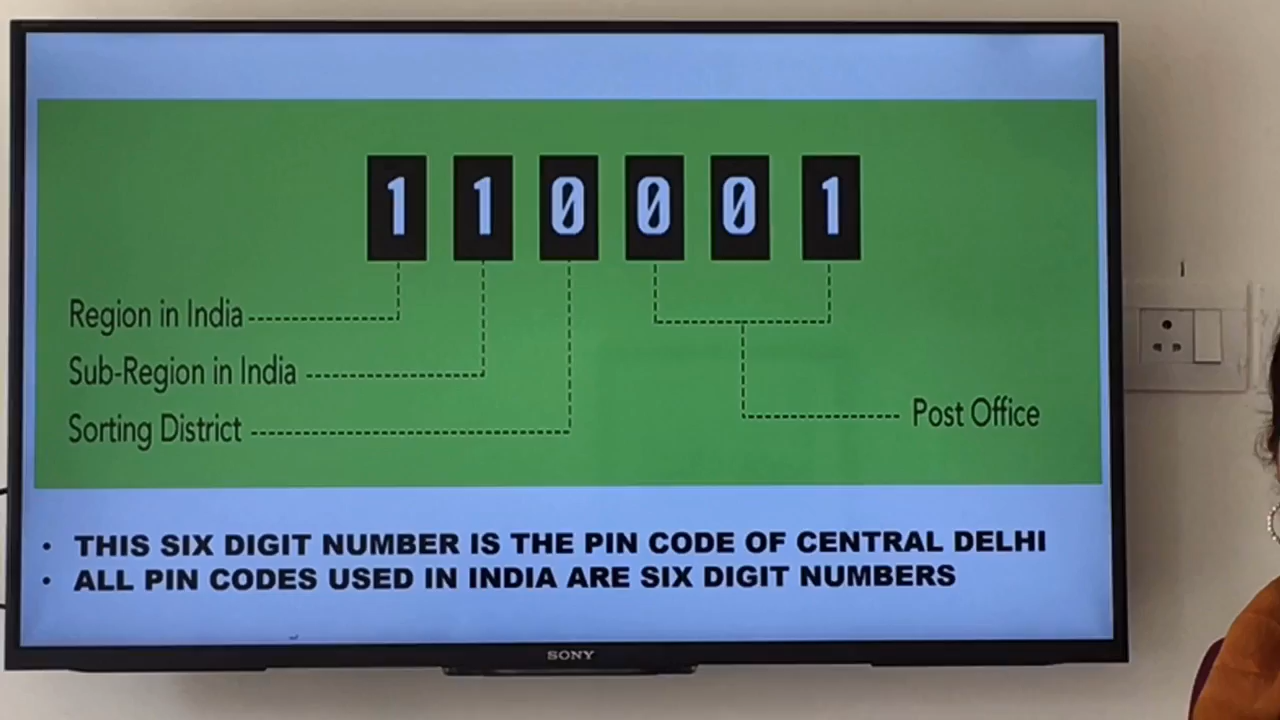 1 1 0 0 0 1
Region in India
Sub-Region in India
Sorting District
Post Office
• THIS SIX DIGIT NUMBER IS THE PIN CODE OF CENTRAL DELHI
• ALL PIN CODES USED IN INDIA ARE SIX DIGIT NUMBERS
SONY